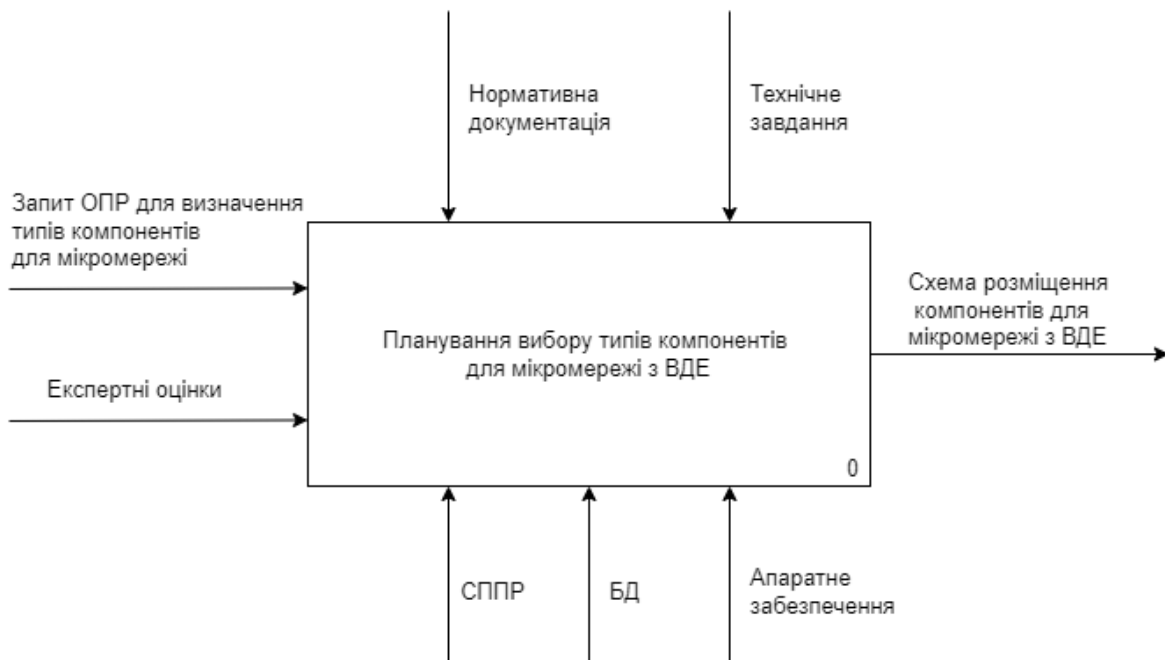 Нормативна
документація
Технічне
завдання
Запит ОПР для визначення
типів компонентів
для мікромережі
Експертні оцінки
Планування вибору типів компонентів
для мікромережі з ВДЕ
0
Схема розміщення
компонентів для
мікромережі з ВДЕ
СППР
БД
Апаратне
забезпечення